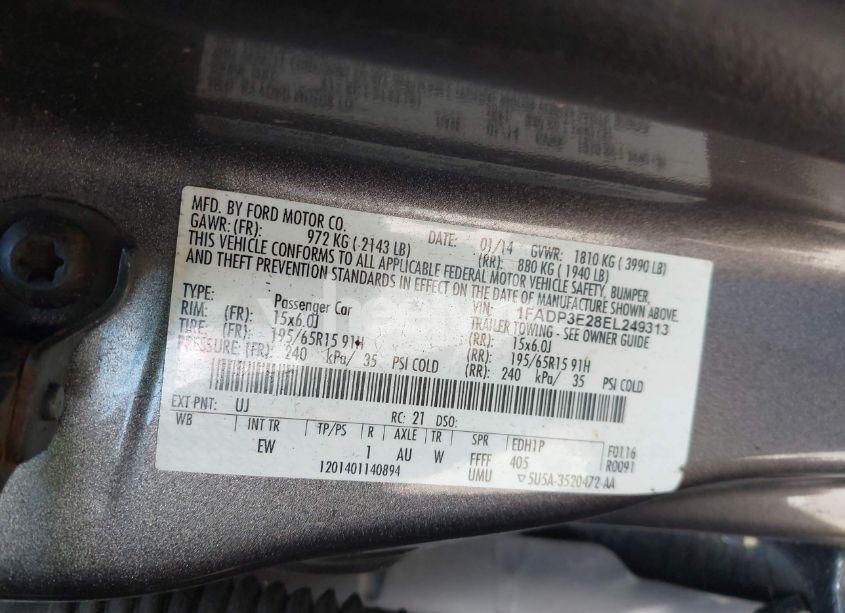 MFD. BY FORD MOTOR CO. DATE: 01/14 GVWR: 1810 KG ( 3990 LB)
GAWR: (FR): 972 KG ( 2143 LB) (RR): 880 KG ( 1940 LB)
THIS VEHICLE CONFORMS TO ALL APPLICABLE FEDERAL MOTOR VEHICLE SAFETY, BUMPER,
AND THEFT PREVENTION STANDARDS IN EFFECT ON THE DATE OF MANUFACTURE SHOWN ABOVE.
VIN: 1FADP3E28EL249313
TYPE: Passenger Car TRAILER TOWING - SEE OWNER GUIDE
RIM: (FR): 15x6.0J (RR): 15x6.0J
TIRE: (FR): 195/65R15 91H (RR): 195/65R15 91H
PRESSURE: (FR): 240 kPa/ 35 PSI COLD (RR): 240 kPa/ 35 PSI COLD
EXT PNT: UJ RC: 21 DSO:
WB INT TR TP/PS R AXLE TR SPR EDH1P F0116
EW 1 AU W FFFF 405 R0091
1201401140894 UMU ▽ 5U5A-3520472-AA